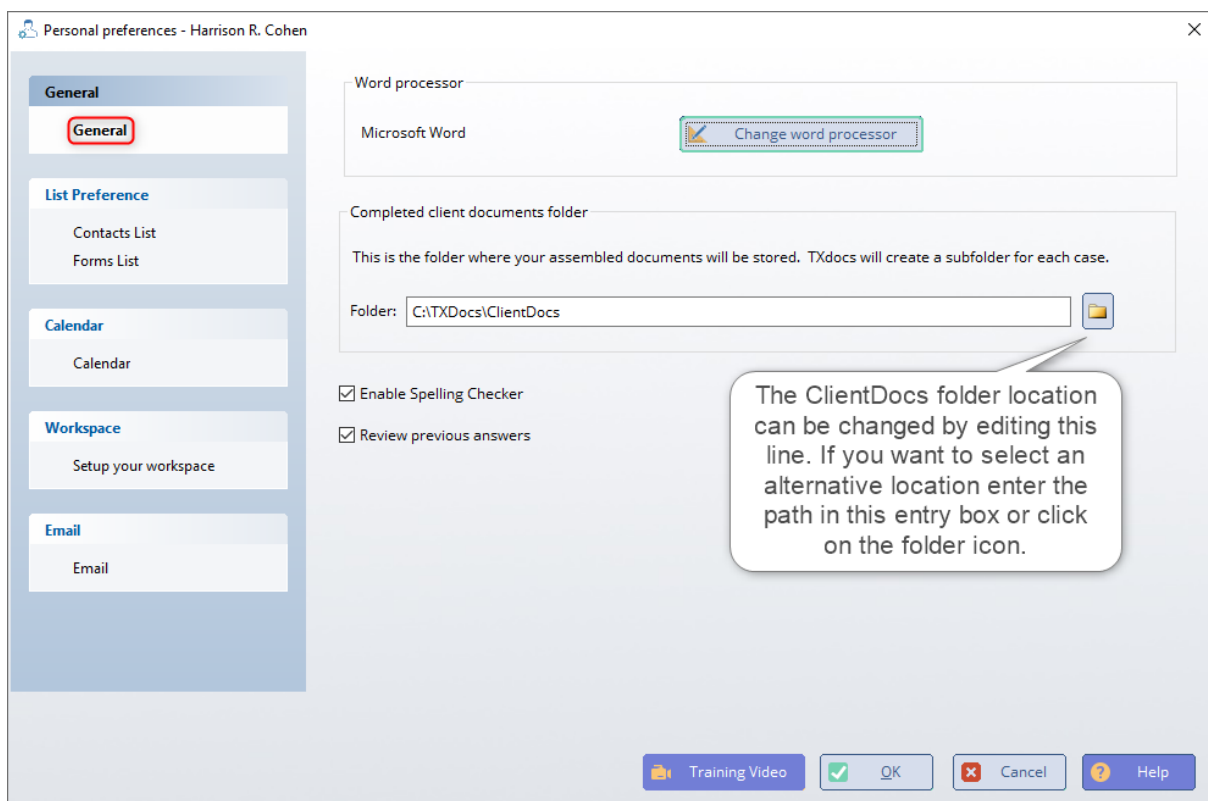 Personal preferences - Harrison R. Cohen
General
General
List Preference
Contacts List
Forms List
Calendar
Calendar
Workspace
Setup your workspace
Email
Email
Word processor
Microsoft Word
Change word processor
Completed client documents folder
This is the folder where your assembled documents will be stored. TXdocs will create a subfolder for each case.
Folder: C:\TXDocs\ClientDocs
Enable Spelling Checker
Review previous answers
The ClientDocs folder location
can be changed by editing this
line. If you want to select an
alternative location enter the
path in this entry box or click
on the folder icon.
Training Video
OK
Cancel
? Help